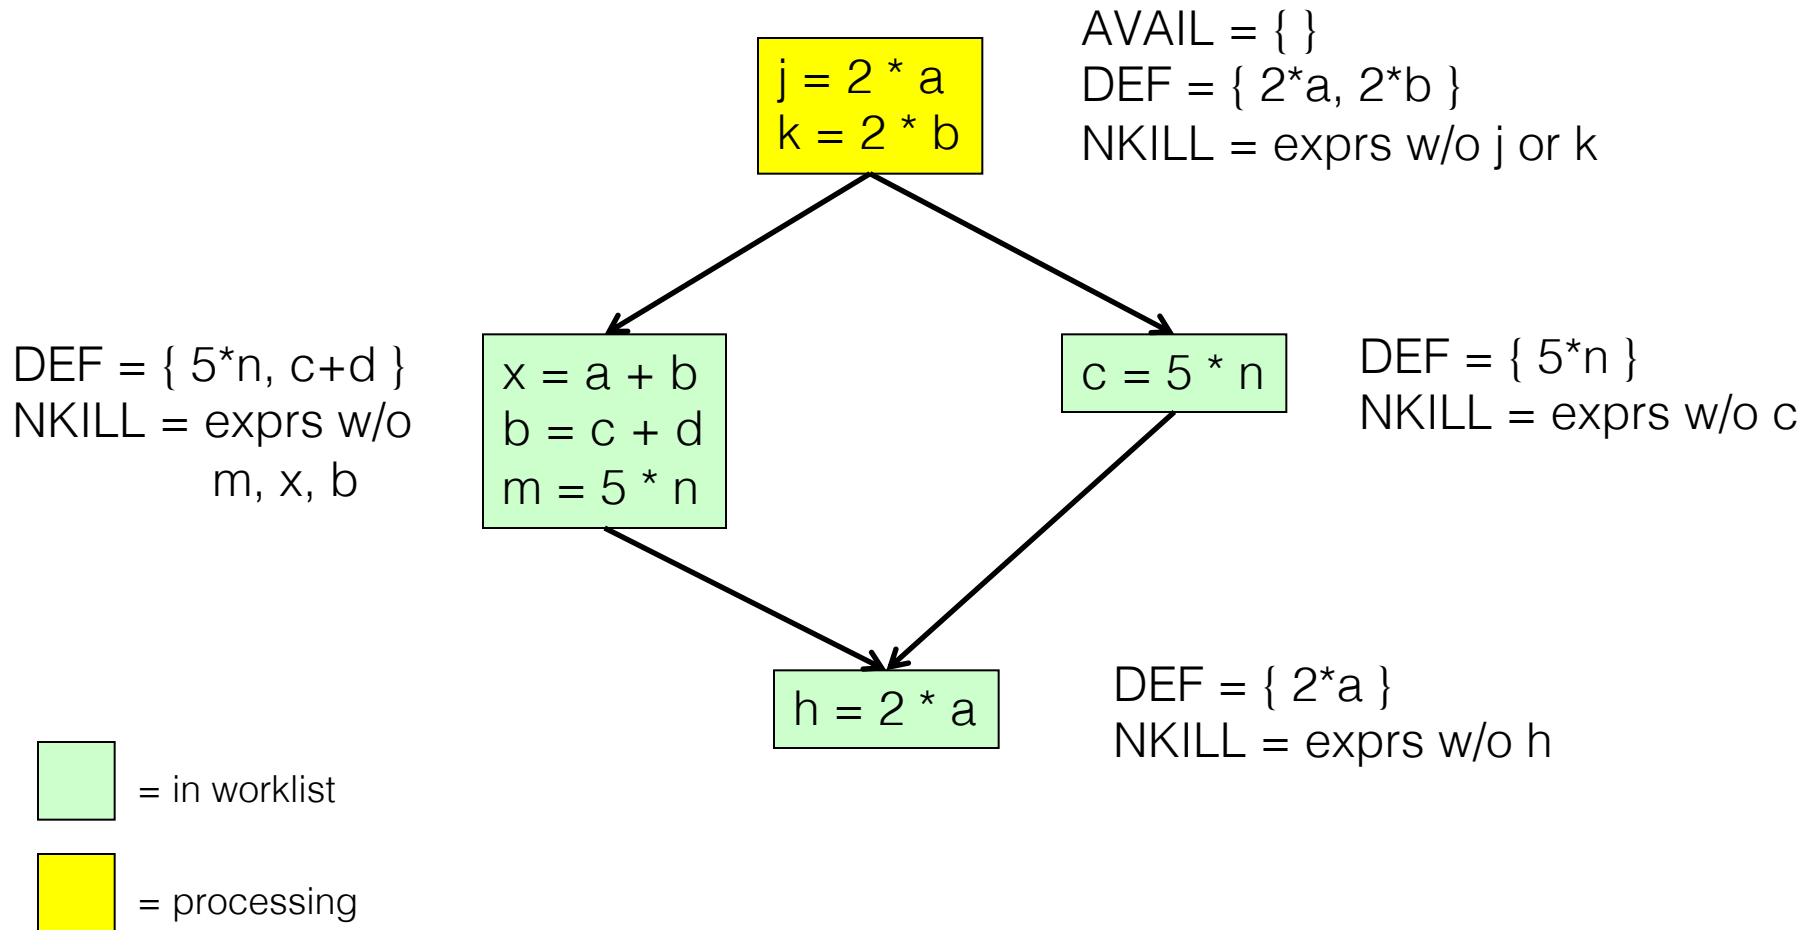 AVAIL = { }
DEF = { 2*a, 2*b }
NKILL = exprs w/o j or k
j = 2 * a
k = 2 * b
DEF = { 5*n, c+d }
NKILL = exprs w/o
m, x, b
x = a + b
b = c + d
m = 5 * n
c = 5 * n
DEF = { 5*n }
NKILL = exprs w/o c
h = 2 * a
DEF = { 2*a }
NKILL = exprs w/o h
= in worklist
= processing